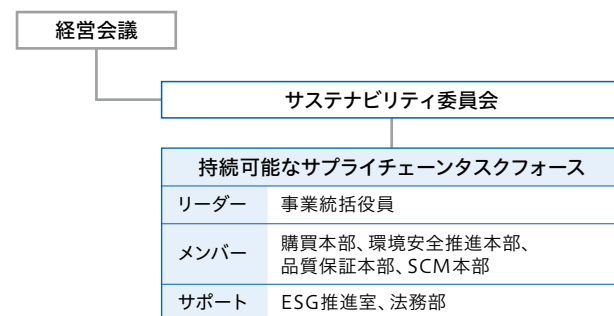 経営会議
サステナビリティ委員会
持続可能なサプライチェーンタスクフォース
リーダー 事業統括役員
メンバー 購買本部、環境安全推進本部、
品質保証本部、SCM本部
サポート ESG推進室、法務部